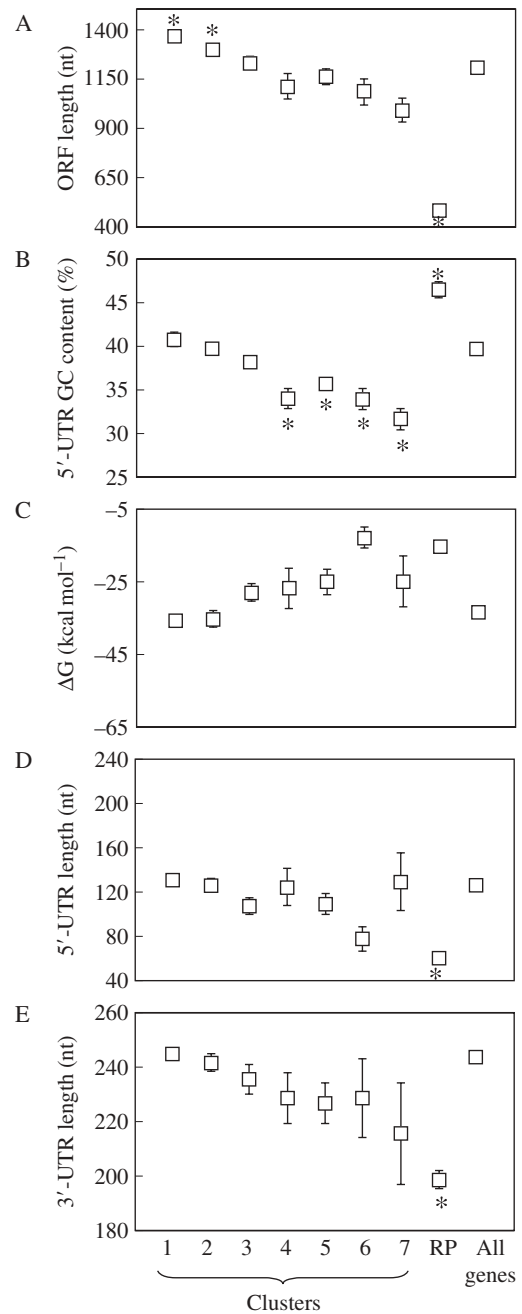 A
ORF length (nt)
1400
1150
900
650
400
*
*
*
B
5′-UTR GC content (%)
50
45
40
35
30
25
*
*
*
*
*
C
ΔG (kcal mol⁻¹)
–5
–25
–45
–65
D
5′-UTR length (nt)
240
200
160
120
80
40
*
E
3′-UTR length (nt)
260
240
220
200
180
*
1 2 3 4 5 6 7 RP All
genes
Clusters